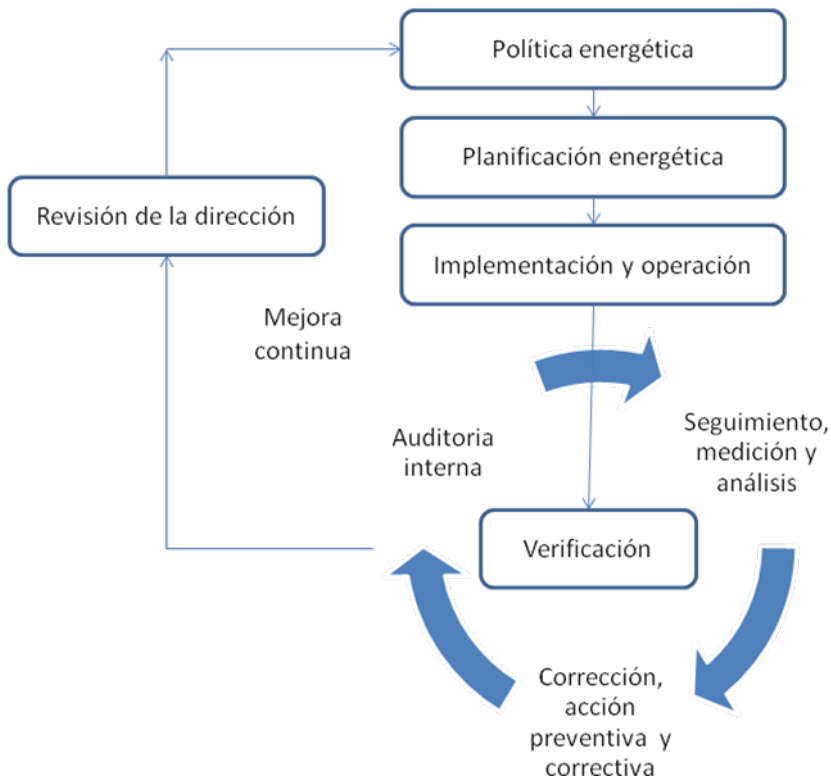 Política energética
Planificación energética
Revisión de la dirección
Implementación y operación
Mejora
continua
Auditoria
interna
Seguimiento,
medición y
análisis
Verificación
Corrección,
acción
preventiva y
correctiva